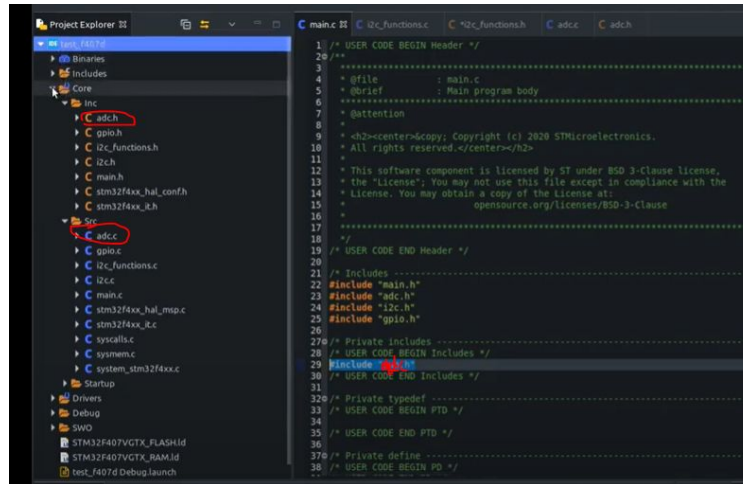 Project Explorer
test_f407d
Binaries
Includes
Core
Inc
adc.h
gpio.h
i2c_functions.h
i2c.h
main.h
stm32f4xx_hal_conf.h
stm32f4xx_it.h
Src
adc.c
gpio.c
i2c_functions.c
i2c.c
main.c
stm32f4xx_hal_msp.c
stm32f4xx_it.c
syscalls.c
sysmem.c
system_stm32f4xx.c
Startup
Drivers
Debug
SWO
STM32F407VGTX_FLASH.ld
STM32F407VGTX_RAM.ld
test_f407d Debug.launch
main.c i2c_functions.c *i2c_functions.h adc.c adc.h
1 /* USER CODE BEGIN Header */
2 /**
3 ******************************************************************************
4 * @file : main.c
5 * @brief : Main program body
6 ******************************************************************************
7 * @attention
8 *
9 * <h2><center>&copy; Copyright (c) 2020 STMicroelectronics.
10 * All rights reserved.</center></h2>
11 *
12 * This software component is licensed by ST under BSD 3-Clause license,
13 * the "License"; You may not use this file except in compliance with the
14 * License. You may obtain a copy of the License at:
15 * opensource.org/licenses/BSD-3-Clause
16 *
17 ******************************************************************************
18 */
19 /* USER CODE END Header */
20
21 /* Includes ------------------------------------------------------------------
22 #include "main.h"
23 #include "adc.h"
24 #include "i2c.h"
25 #include "gpio.h"
26
27 /* Private includes ----------------------------------------------------------
28 /* USER CODE BEGIN Includes */
29 #include
30 /* USER CODE END Includes */
31
32 /* Private typedef -----------------------------------------------------------
33 /* USER CODE BEGIN PTD */
34
35 /* USER CODE END PTD */
36
37 /* Private define ------------------------------------------------------------
38 /* USER CODE BEGIN PD */